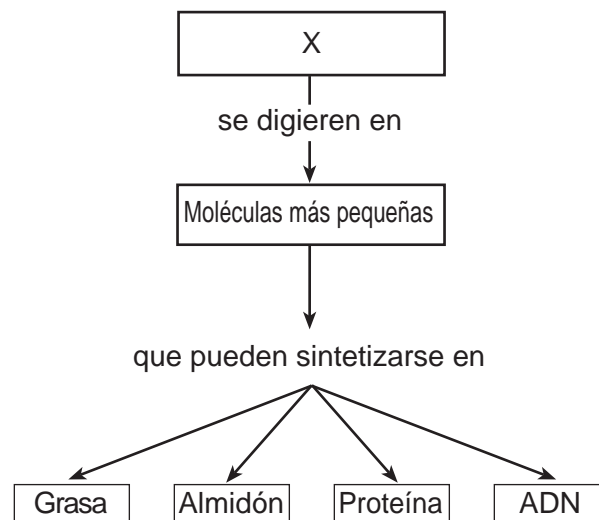 X
se digieren en
Moléculas más pequeñas
que pueden sintetizarse en
Grasa Almidón Proteína ADN